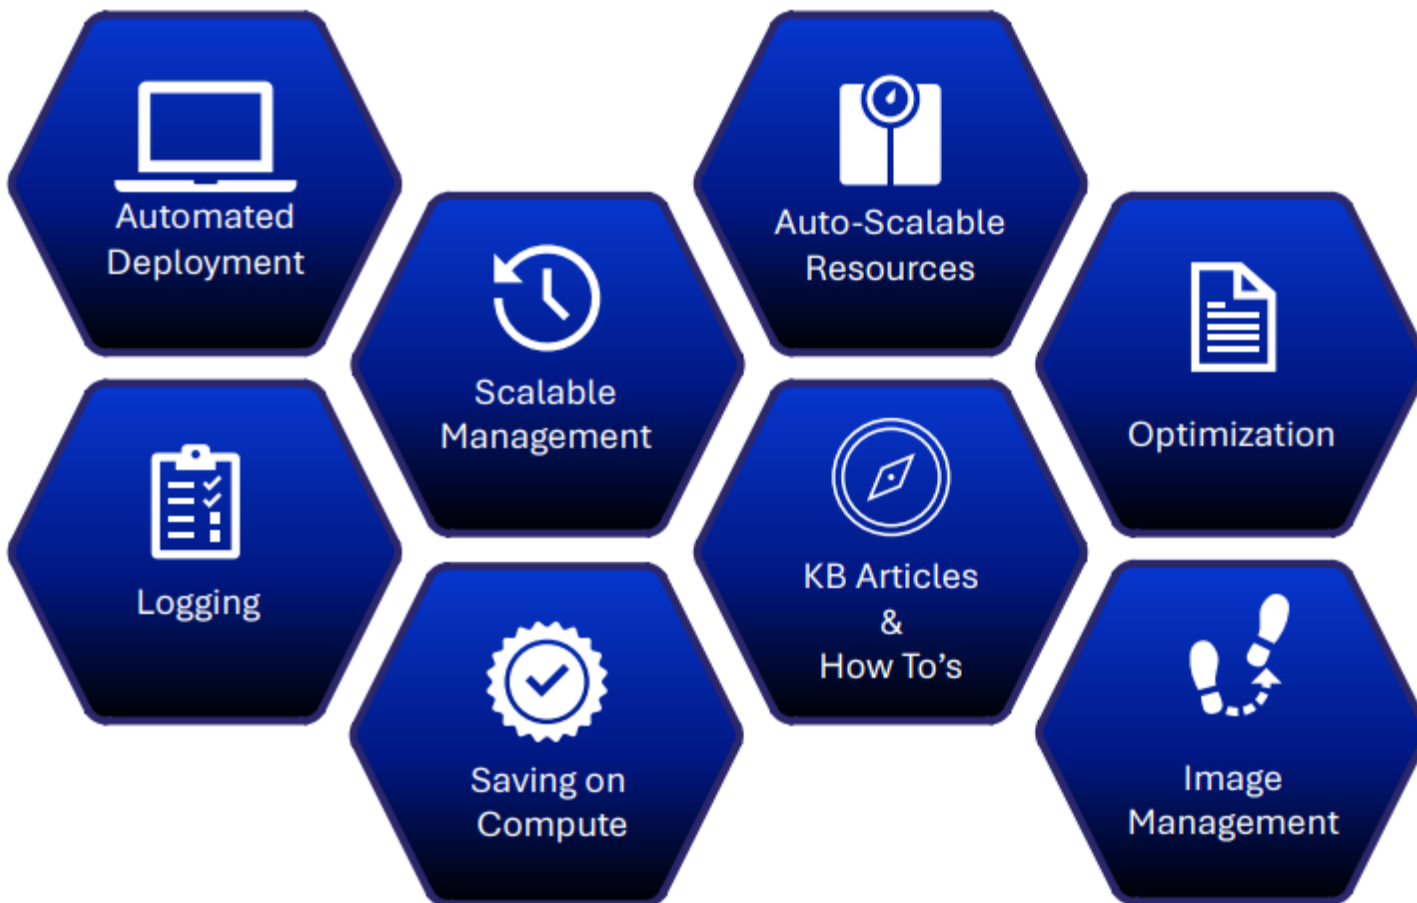 Automated
Deployment
Auto-Scalable
Resources
Scalable
Management
Optimization
Logging
KB Articles
&
How To’s
Saving on
Compute
Image
Management